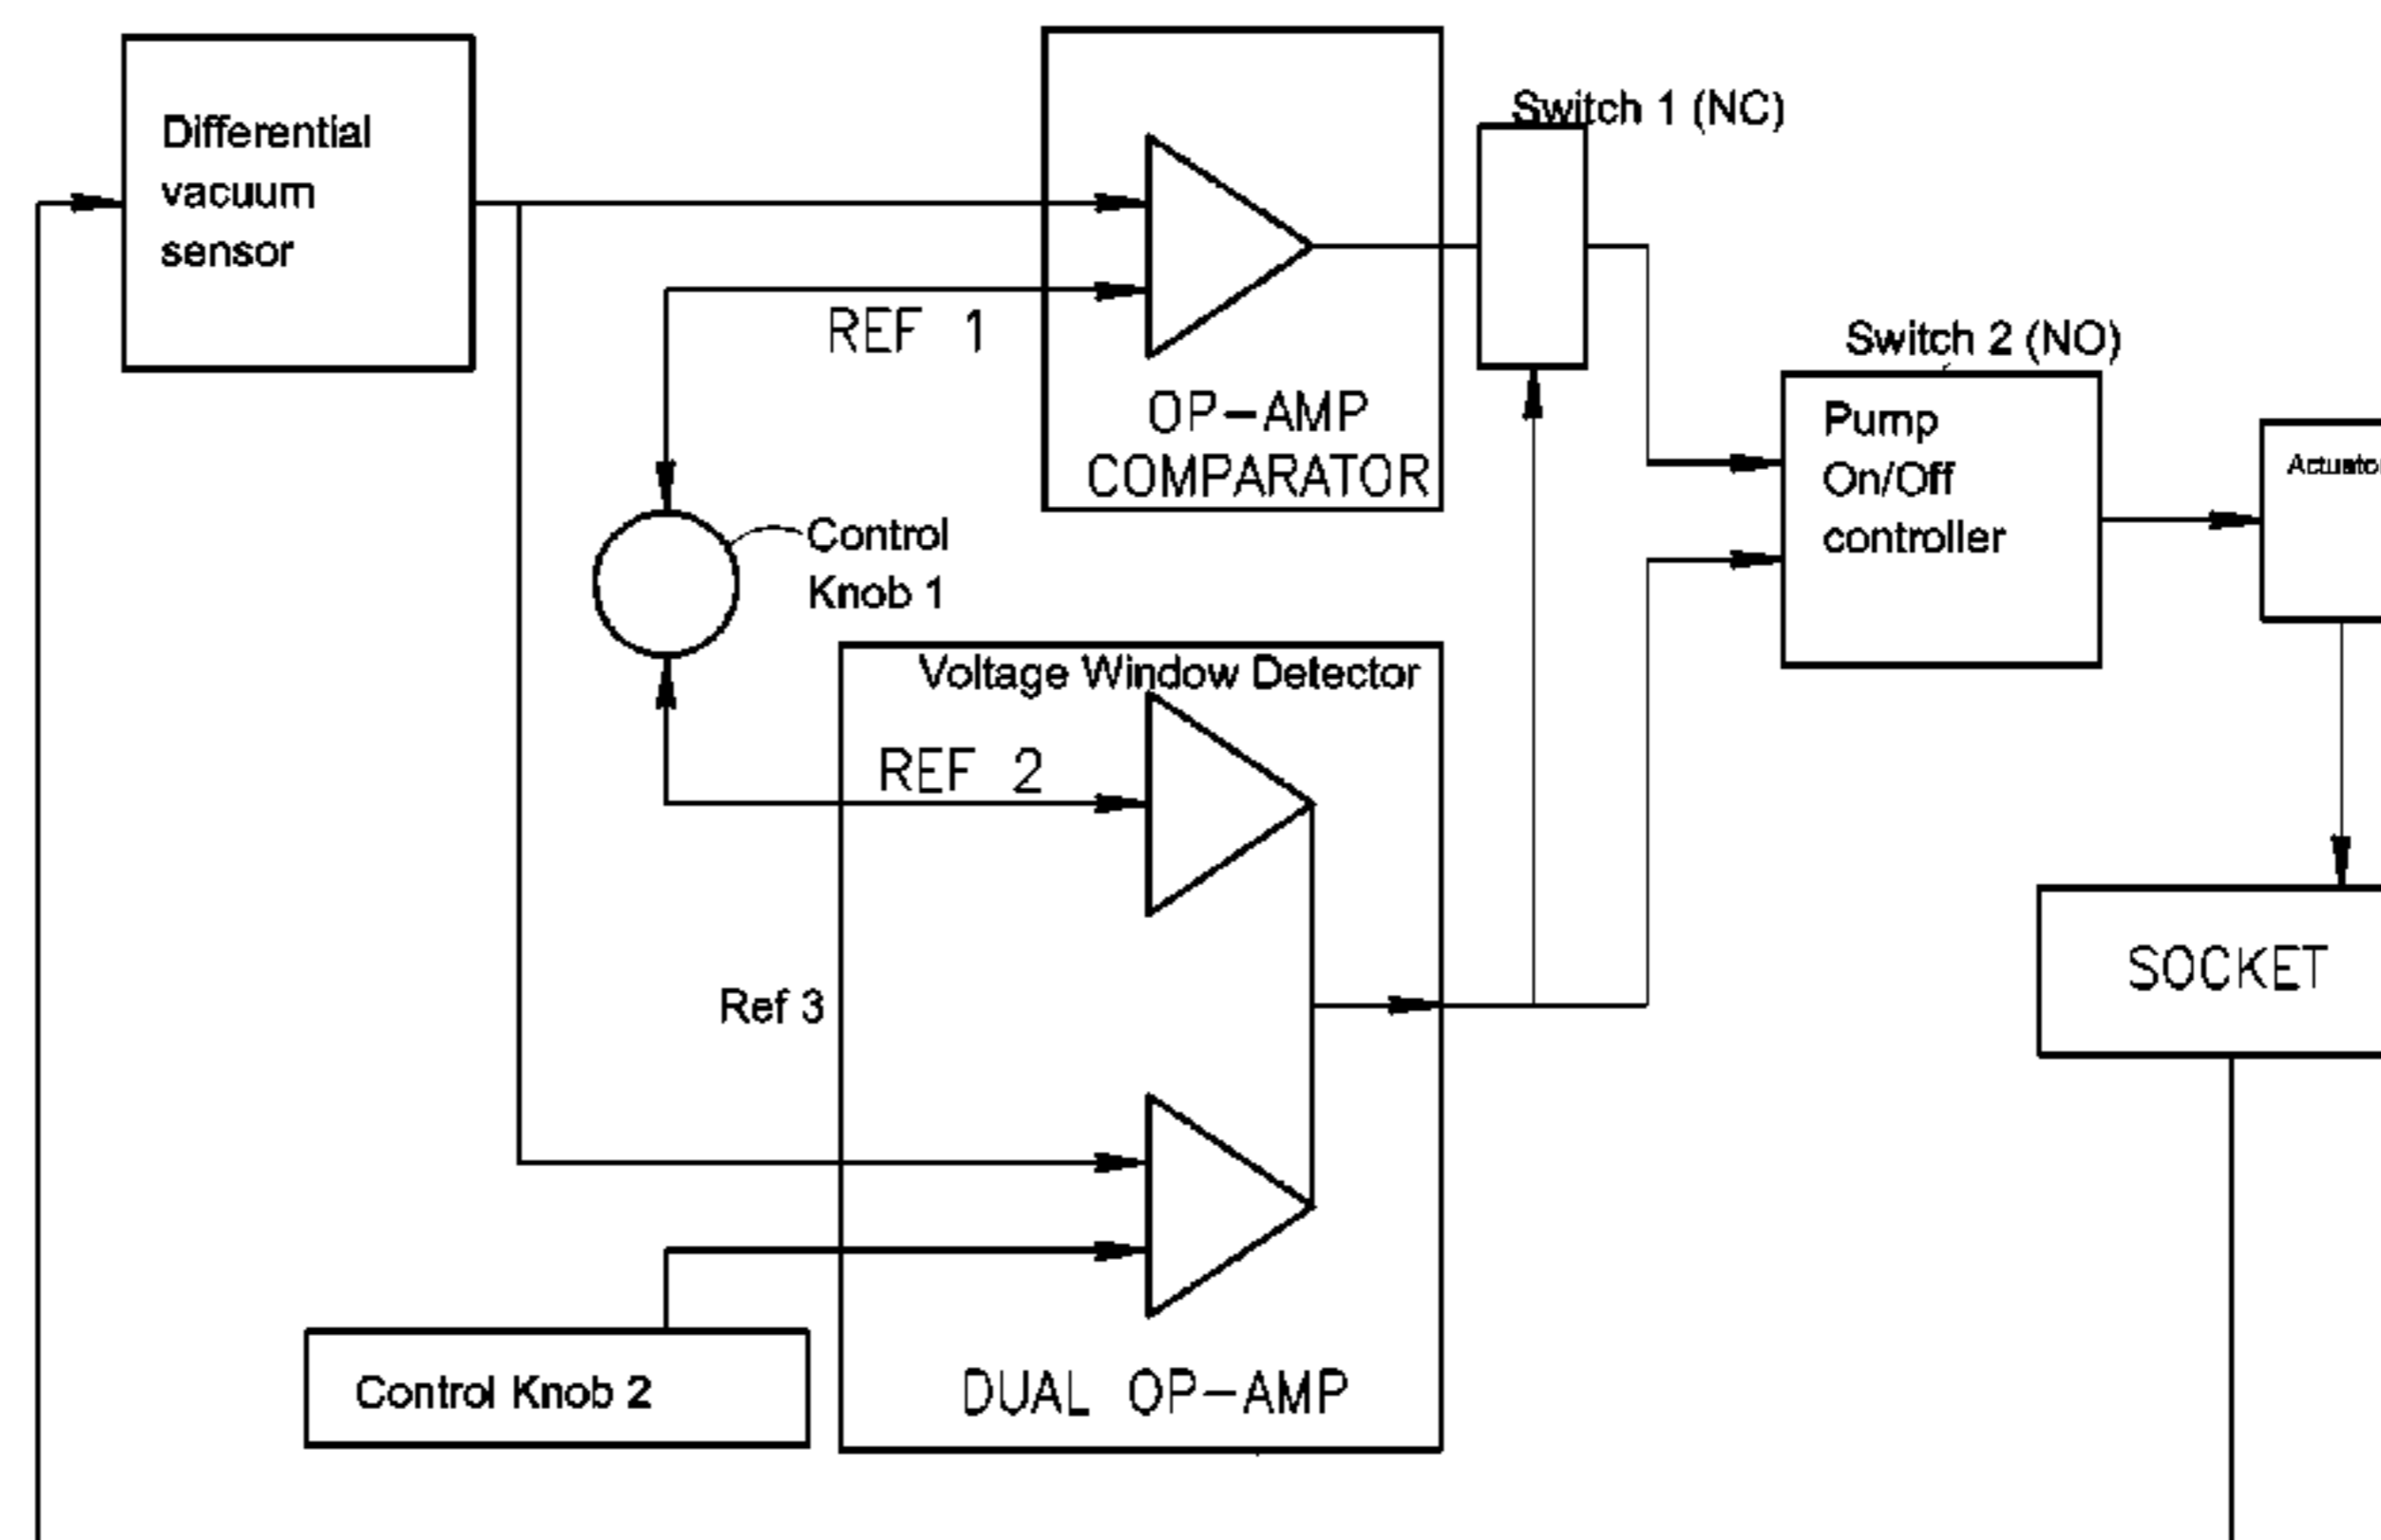 Differential
vacuum
sensor
Switch 1 (NC)
REF 1
OP-AMP
COMPARATOR
Switch 2 (NO)
Pump
On/Off
controller
Control
Knob 1
Voltage Window Detector
REF 2
SOCKET
Ref 3
Control Knob 2
DUAL OP-AMP